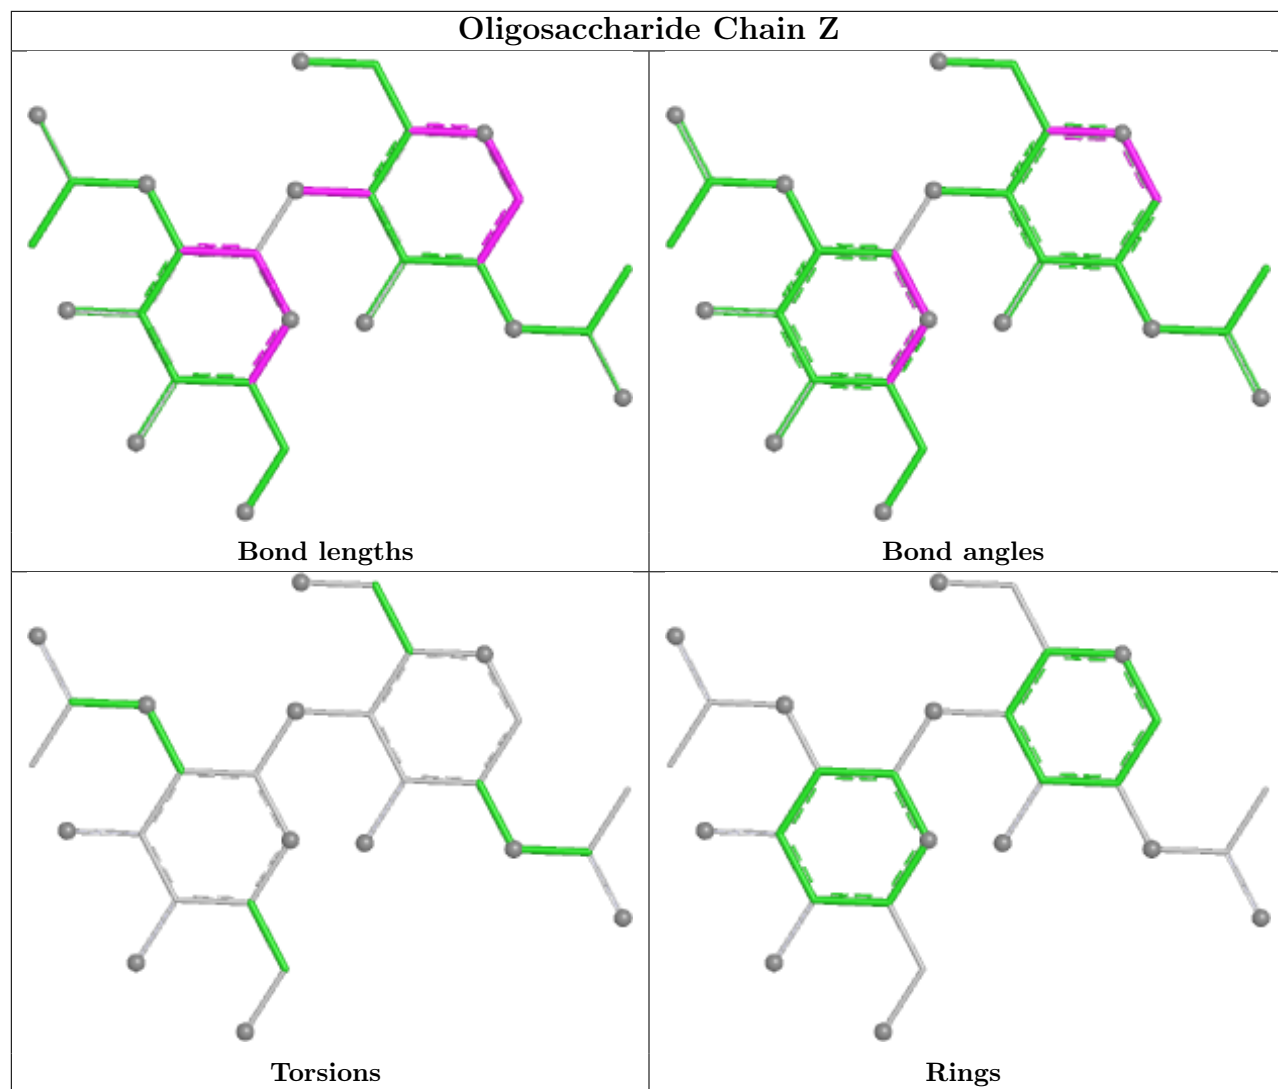 Oligosaccharide Chain Z
Bond lengths
Bond angles
Torsions
Rings